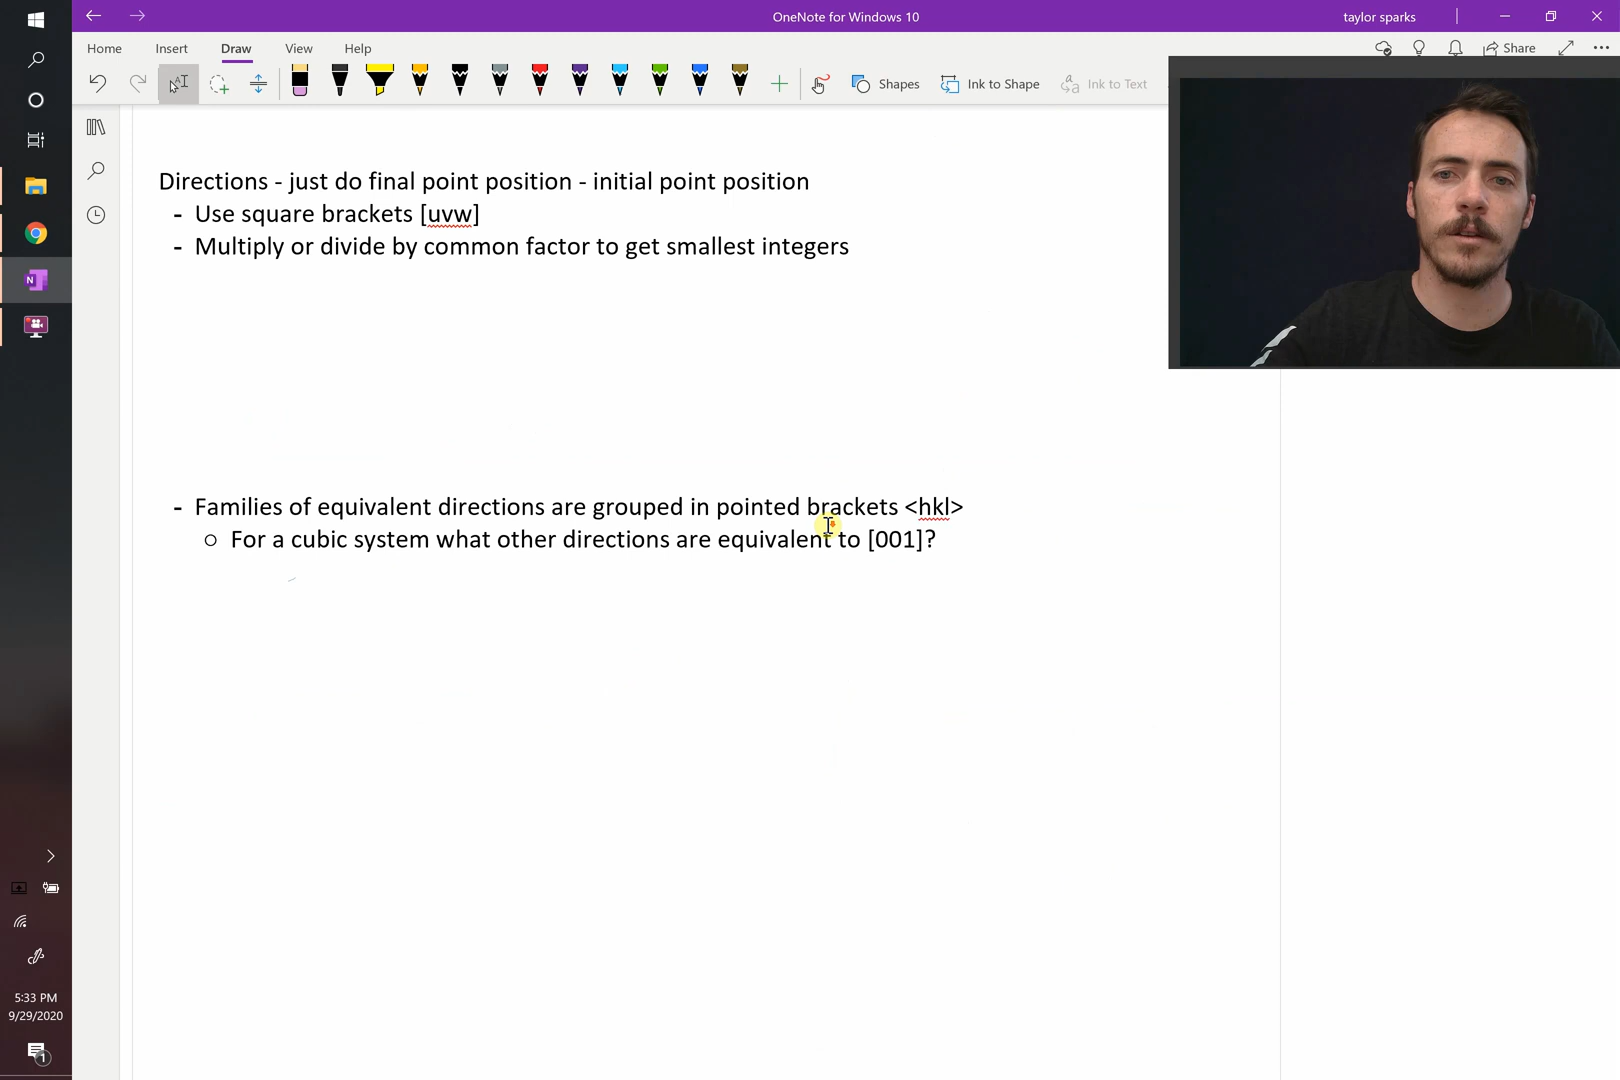 OneNote for Windows 10
taylor sparks
Home Insert Draw View Help
Share
Shapes Ink to Shape Ink to Text
Directions - just do final point position - initial point position
- Use square brackets [uvw]
- Multiply or divide by common factor to get smallest integers
- Families of equivalent directions are grouped in pointed brackets <hkl>
○ For a cubic system what other directions are equivalent to [001]?
5:33 PM
9/29/2020
1